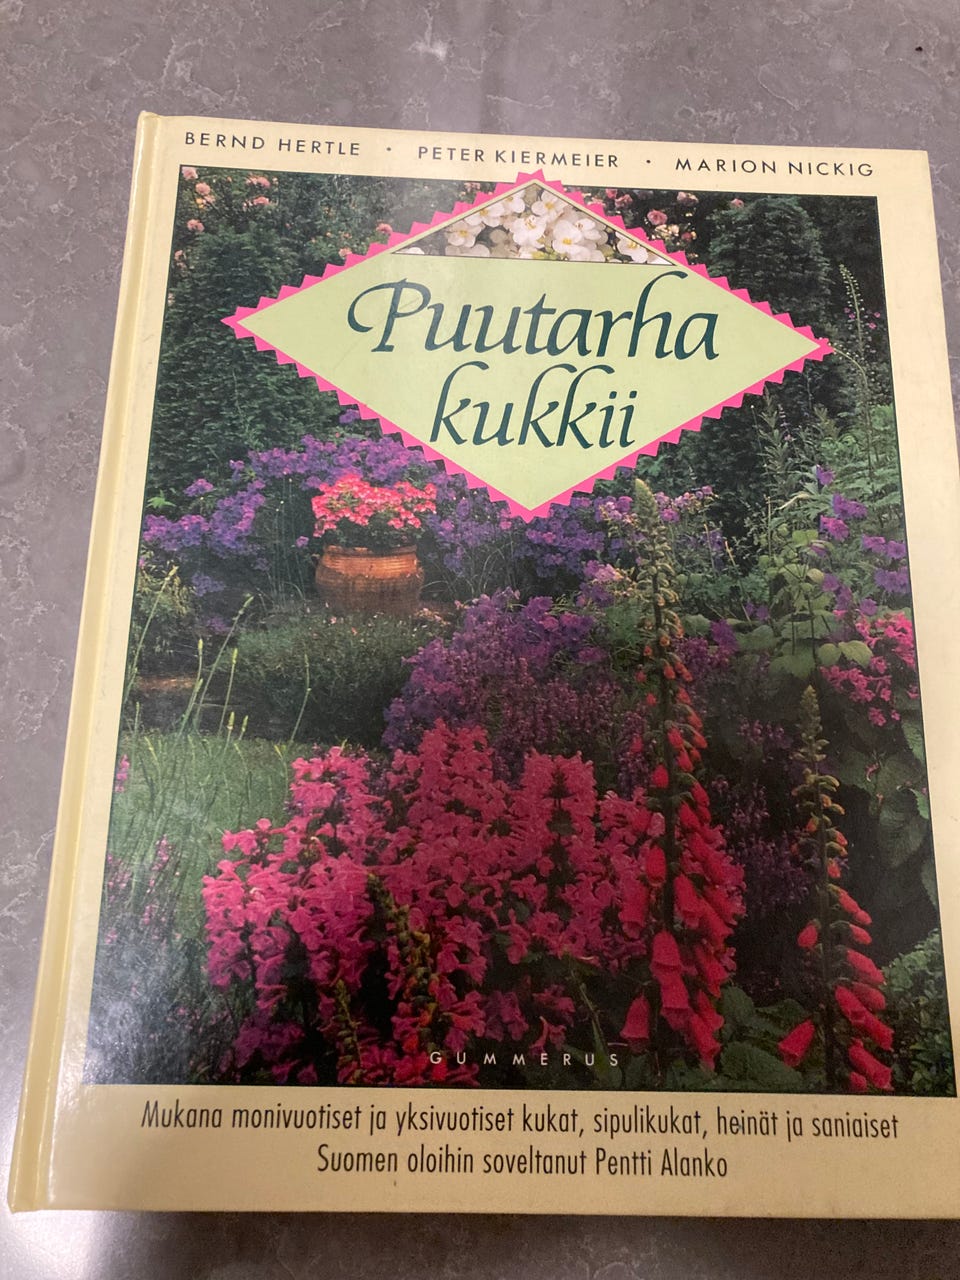 BERND HERTLE • PETER KIERMEIER • MARION NICKIG
Puutarha
kukkii
GUMMERUS
Mukana monivuotiset ja yksivuotiset kukat, sipulikukat, heinät ja saniaiset
Suomen oloihin soveltanut Pentti Alanko